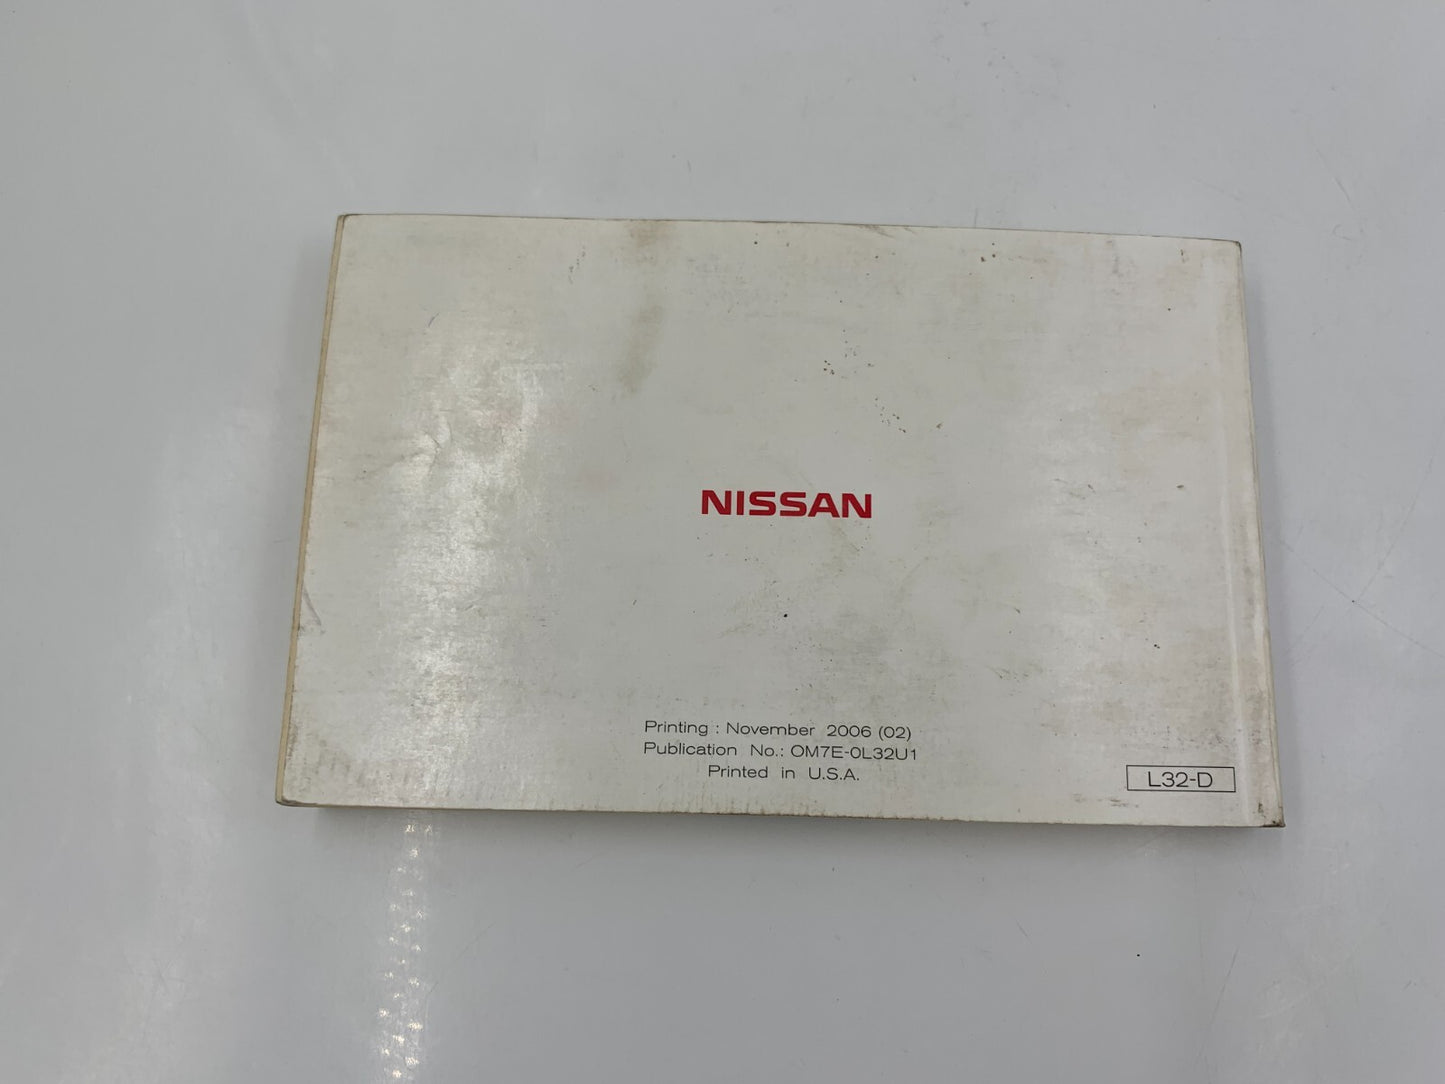 NISSAN
Printing : November 2006 (02)
Publication No.: OM7E-0L32U1
Printed in U.S.A.
L32-D